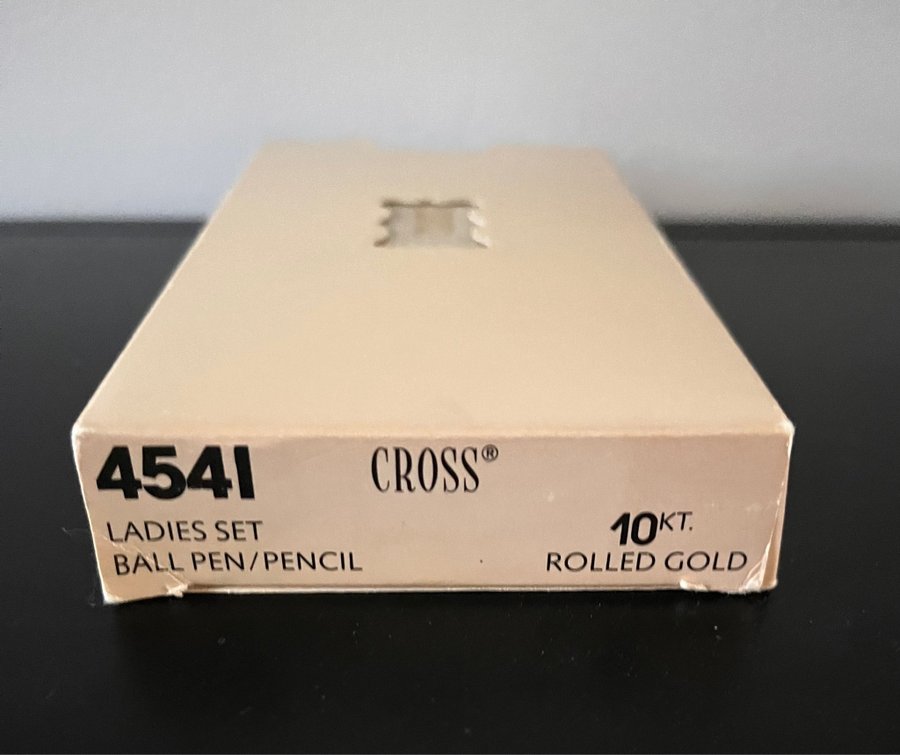 4541
CROSS®
LADIES SET
BALL PEN/PENCIL
10KT.
ROLLED GOLD